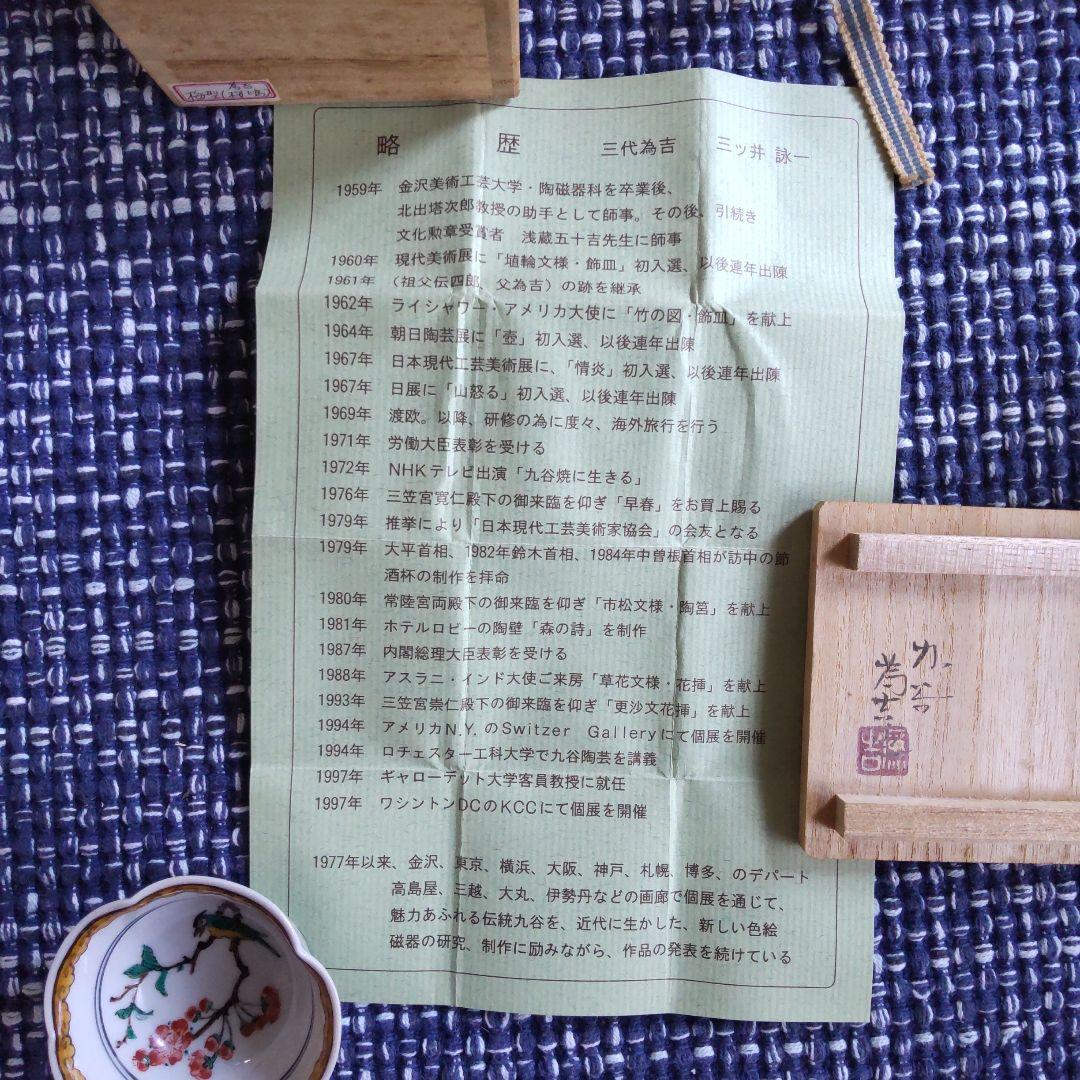 略歴 三代為吉 三ッ井 詠一
1959年 金沢美術工芸大学・陶磁器科を卒業後、
北出塔次郎教授の助手として師事。その後、引続き
文化勲章受賞者 浅蔵五十吉先生に師事
1960年 現代美術展に「埴輪文様・飾皿」初入選、以後連年出陳
1961年 (祖父伝四郎、父為吉)の跡を継承
1962年 ライシャワー・アメリカ大使に「竹の図・飾皿」を献上
1964年 朝日陶芸展に「壺」初入選、以後連年出陳
1967年 日本現代工芸美術展に、「情炎」初入選、以後連年出陳
1967年 日展に「山怒る」初入選、以後連年出陳
1969年 渡欧。以降、研修の為に度々、海外旅行を行う
1971年 労働大臣表彰を受ける
1972年 NHKテレビ出演「九谷焼に生きる」
1976年 三笠宮寛仁殿下の御来臨を仰ぎ「早春」をお買上賜る
1979年 推挙により「日本現代工芸美術家協会」の会友となる
1979年 大平首相、1982年鈴木首相、1984年中曽根首相が訪中の節
酒杯の制作を拝命
1980年 常陸宮両殿下の御来臨を仰ぎ「市松文様・陶筥」を献上
1981年 ホテルロビーの陶壁「森の詩」を制作
1987年 内閣総理大臣表彰を受ける
1988年 アスラニ・インド大使ご来房「草花文様・花挿」を献上
1993年 三笠宮崇仁殿下の御来臨を仰ぎ「更沙文花挿」を献上
1994年 アメリカN.Y.のSwitzer Galleryにて個展を開催
1994年 ロチェスター工科大学で九谷陶芸を講義
1997年 ギャローデット大学客員教授に就任
1997年 ワシントンDCのKCCにて個展を開催
1977年以来、金沢、東京、横浜、大阪、神戸、札幌、博多、のデパート
高島屋、三越、大丸、伊勢丹などの画廊で個展を通じて、
魅力あふれる伝統九谷を、近代に生かした、新しい色絵
磁器の研究、制作に励みながら、作品の発表を続けている
九谷
為吉